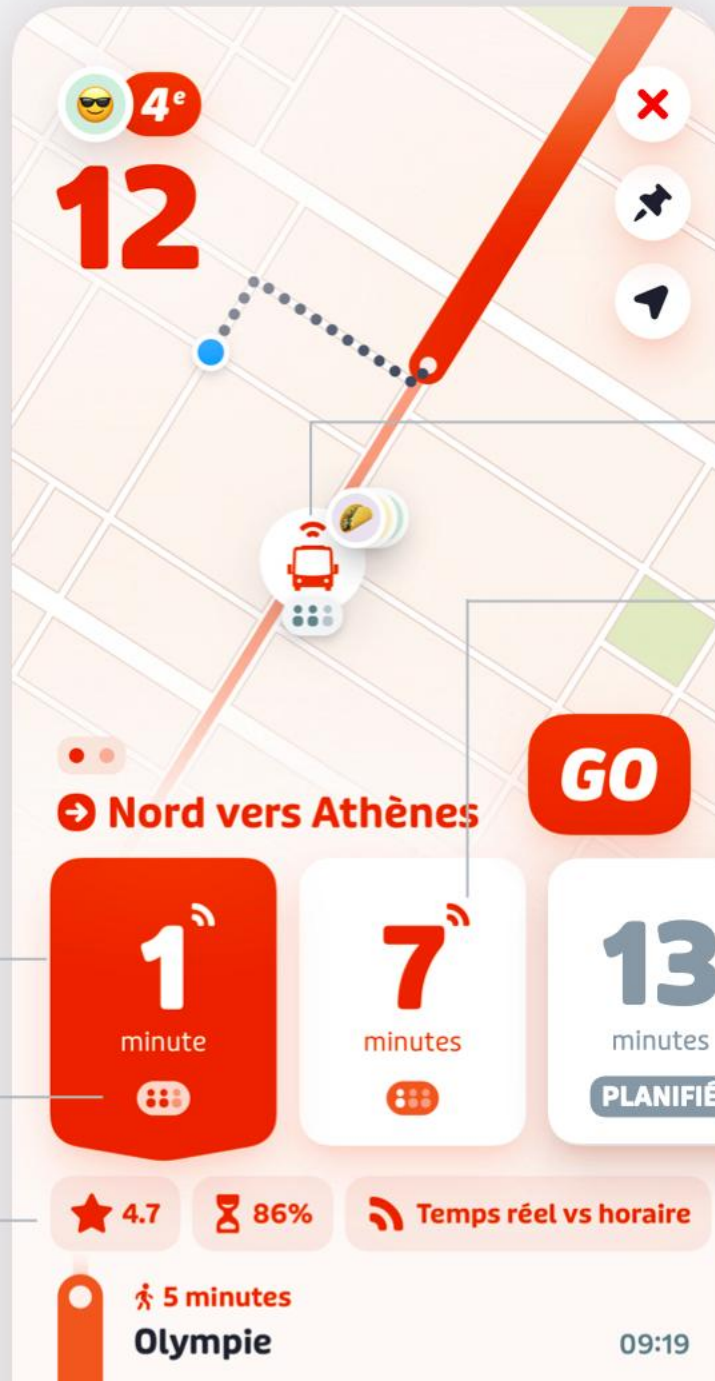 4e
12
GO
Nord vers Athènes
1
minute
7
minutes
13
minutes
PLANIFIÉ
4.7
86%
Temps réel vs horaire
5 minutes
Olympie
09:19